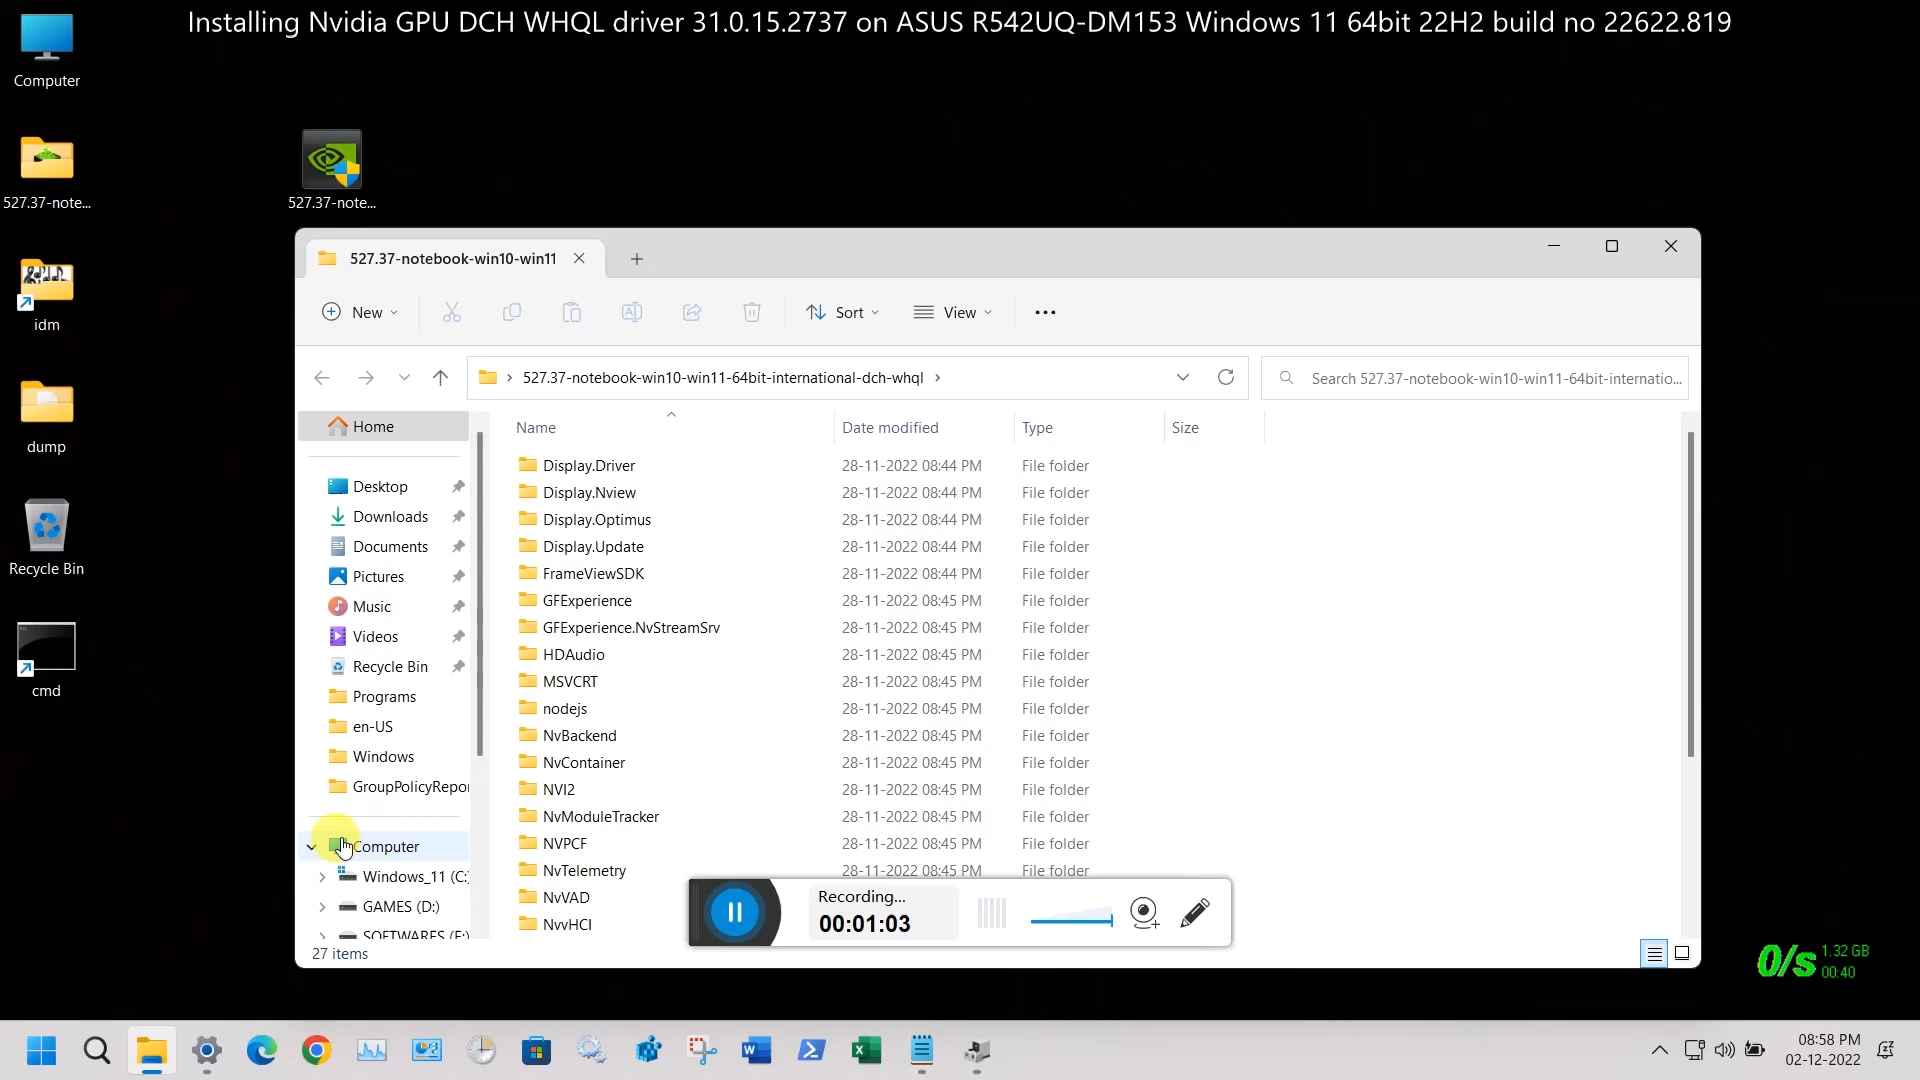 Installing Nvidia GPU DCH WHQL driver 31.0.15.2737 on ASUS R542UQ-DM153 Windows 11 64bit 22H2 build no 22622.819
Computer
527.37-note...
527.37-note...
idm
dump
Recycle Bin
cmd
527.37-notebook-win10-win11
New
Sort
View
527.37-notebook-win10-win11-64bit-international-dch-whql
Search 527.37-notebook-win10-win11-64bit-internatio...
Home
Desktop
Downloads
Documents
Pictures
Music
Videos
Recycle Bin
Programs
en-US
Windows
GroupPolicyRepor
Computer
Windows_11 (C:)
GAMES (D:)
SOFTWARES (E:)
Name Date modified Type Size
Display.Driver 28-11-2022 08:44 PM File folder
Display.Nview 28-11-2022 08:44 PM File folder
Display.Optimus 28-11-2022 08:44 PM File folder
Display.Update 28-11-2022 08:44 PM File folder
FrameViewSDK 28-11-2022 08:44 PM File folder
GFExperience 28-11-2022 08:45 PM File folder
GFExperience.NvStreamSrv 28-11-2022 08:45 PM File folder
HDAudio 28-11-2022 08:45 PM File folder
MSVCRT 28-11-2022 08:45 PM File folder
nodejs 28-11-2022 08:45 PM File folder
NvBackend 28-11-2022 08:45 PM File folder
NvContainer 28-11-2022 08:45 PM File folder
NVI2 28-11-2022 08:45 PM File folder
NvModuleTracker 28-11-2022 08:45 PM File folder
NVPCF 28-11-2022 08:45 PM File folder
NvTelemetry 28-11-2022 08:45 PM File folder
NvVAD
NvvHCI
Recording...
00:01:03
27 items
0/s 1.32 GB
00:40
08:58 PM
02-12-2022